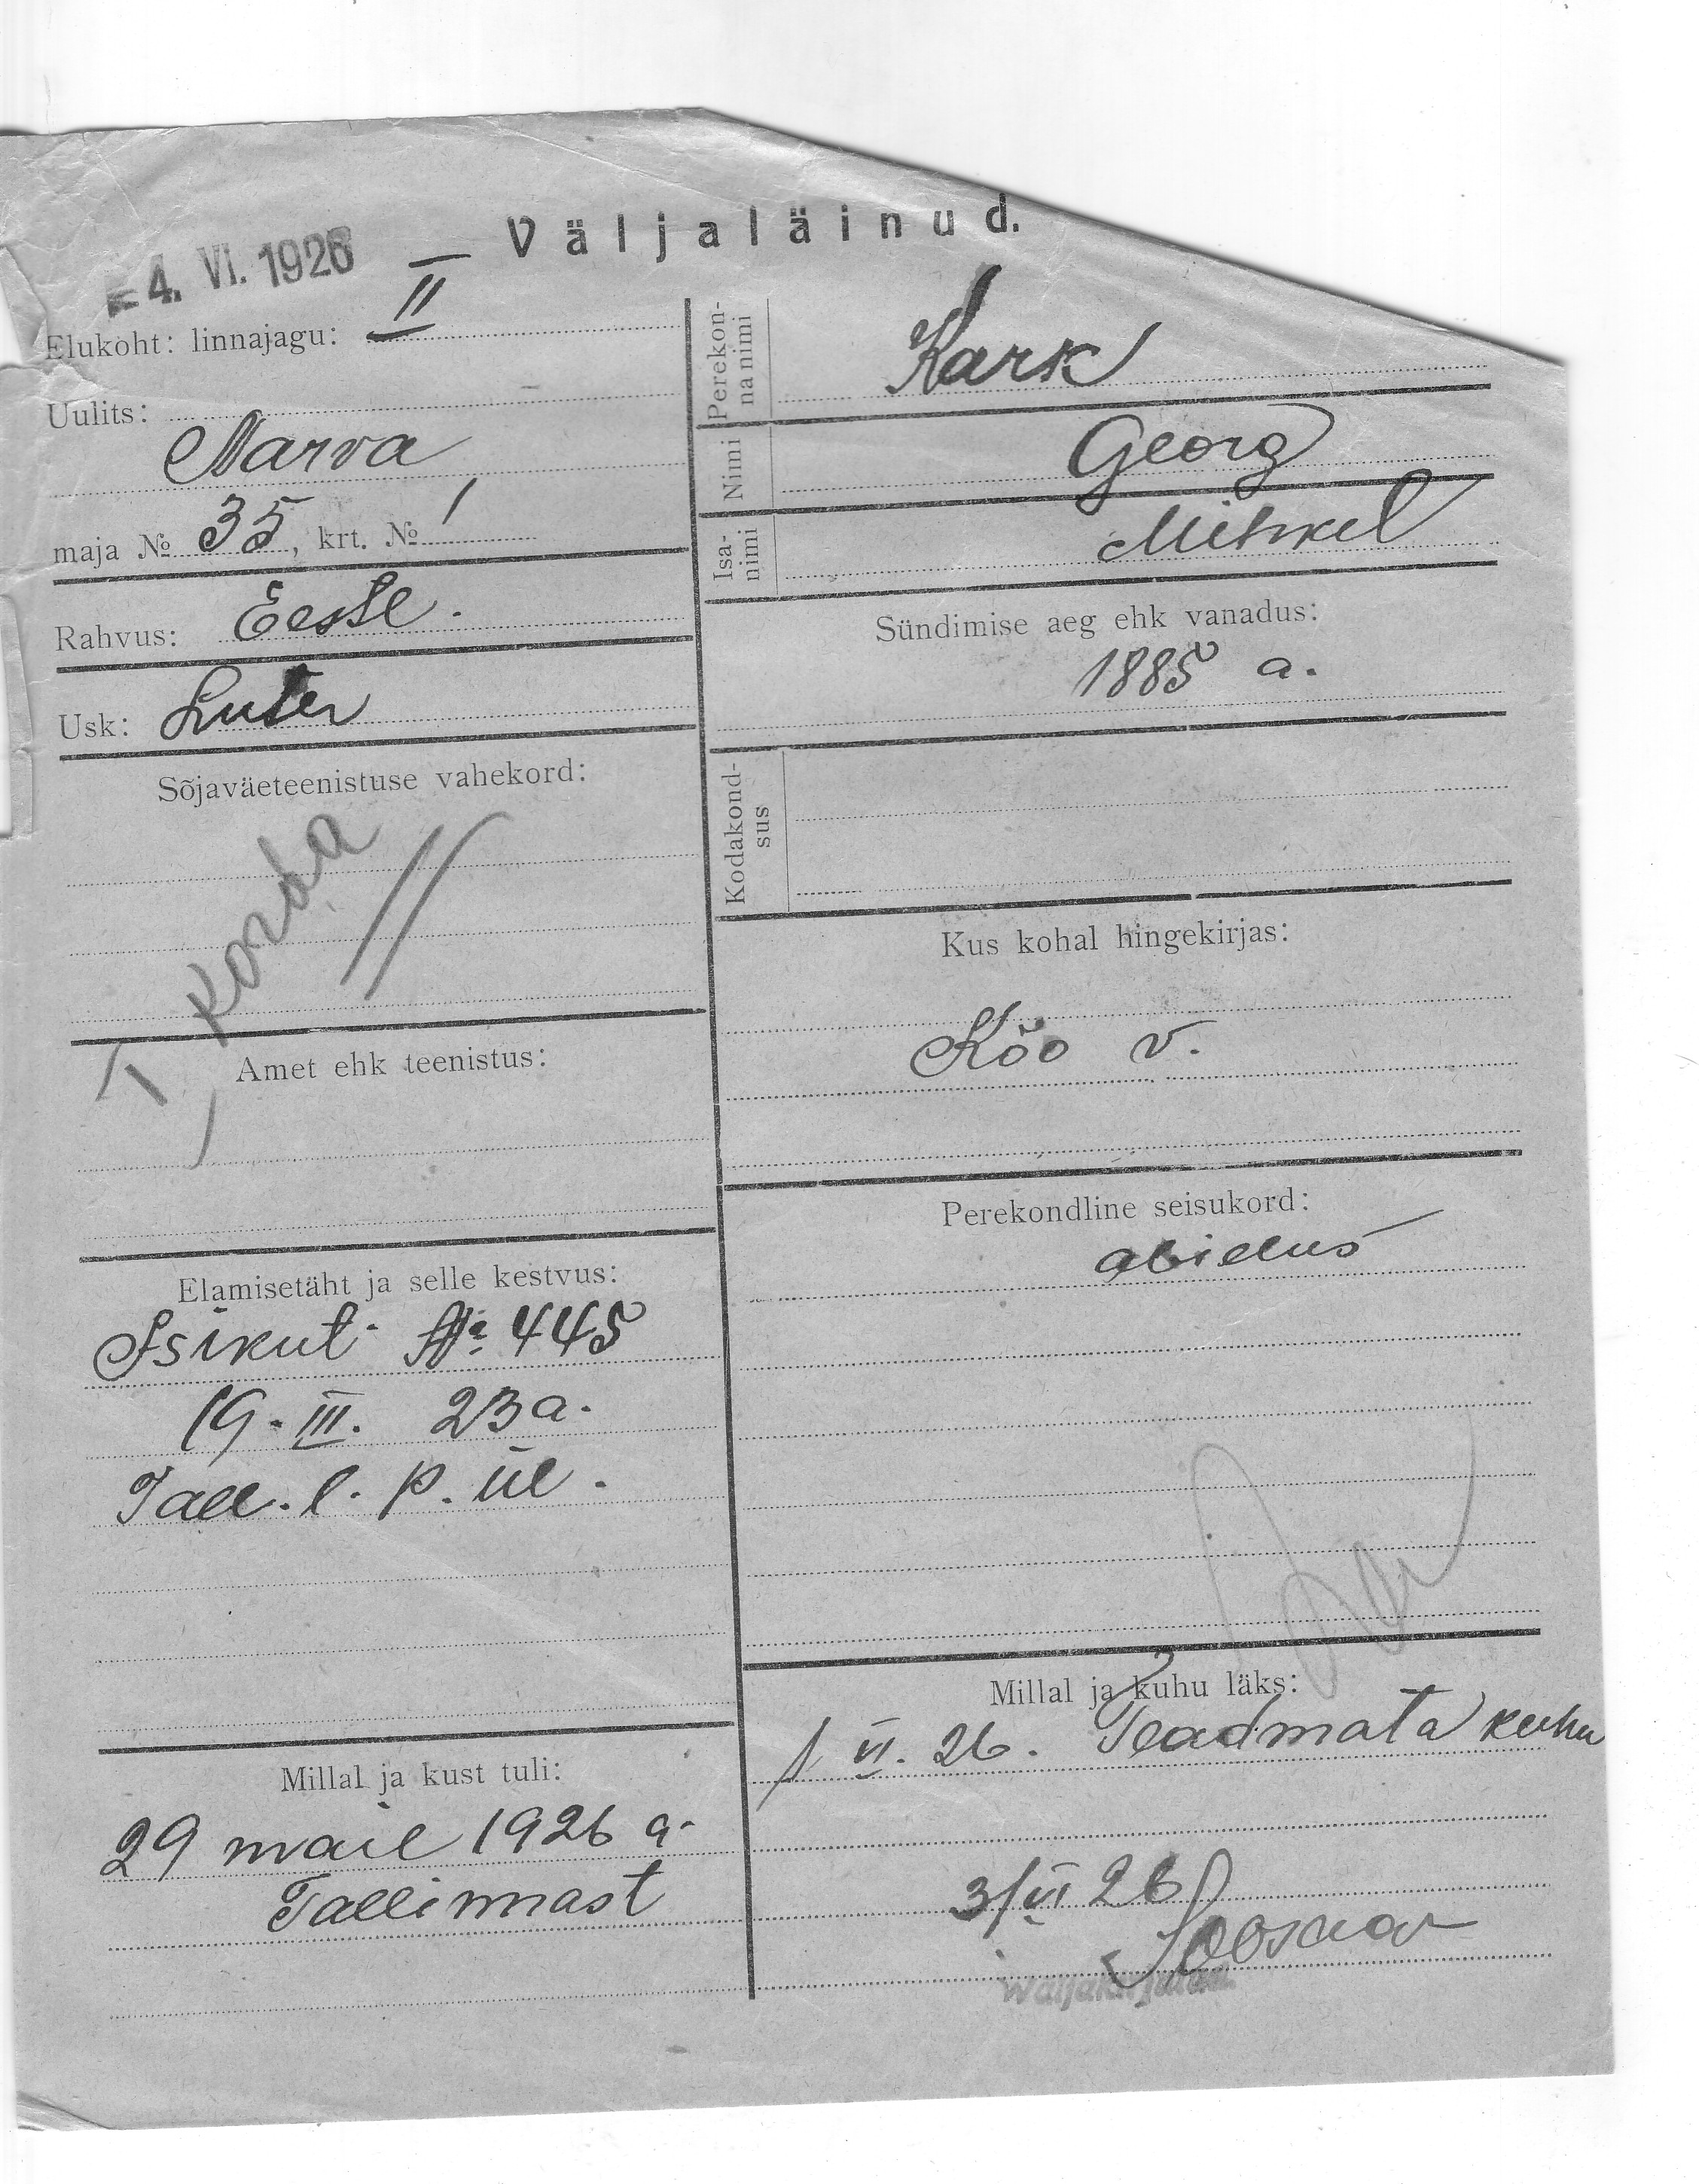 Väljaläinud.
4. VI. 1926
Elukoht: linnajagu: II
Uulits:
Narva
maja № 35, krt. № 1
Rahvus: Eestl.
Usk: Luter
Sõjaväeteenistuse vahekord:
korda
Amet ehk teenistus:
Elamisetäht ja selle kestvus:
Isikut № 445
19. III. 23 a.
Tall. l. p. ül.
Millal ja kust tuli:
29 mail 1926 a.
Tallinnast
Perekonnanimi Kark
Nimi Georg
Isanimi Mihkel
Sündimise aeg ehk vanadus:
1885 a.
Kodakondsus
Kus kohal hingekirjas:
Kõo v.
Perekondline seisukord:
abielus
Millal ja kuhu läks:
1 VI. 26. Teadmata kuhu
3/VI 26